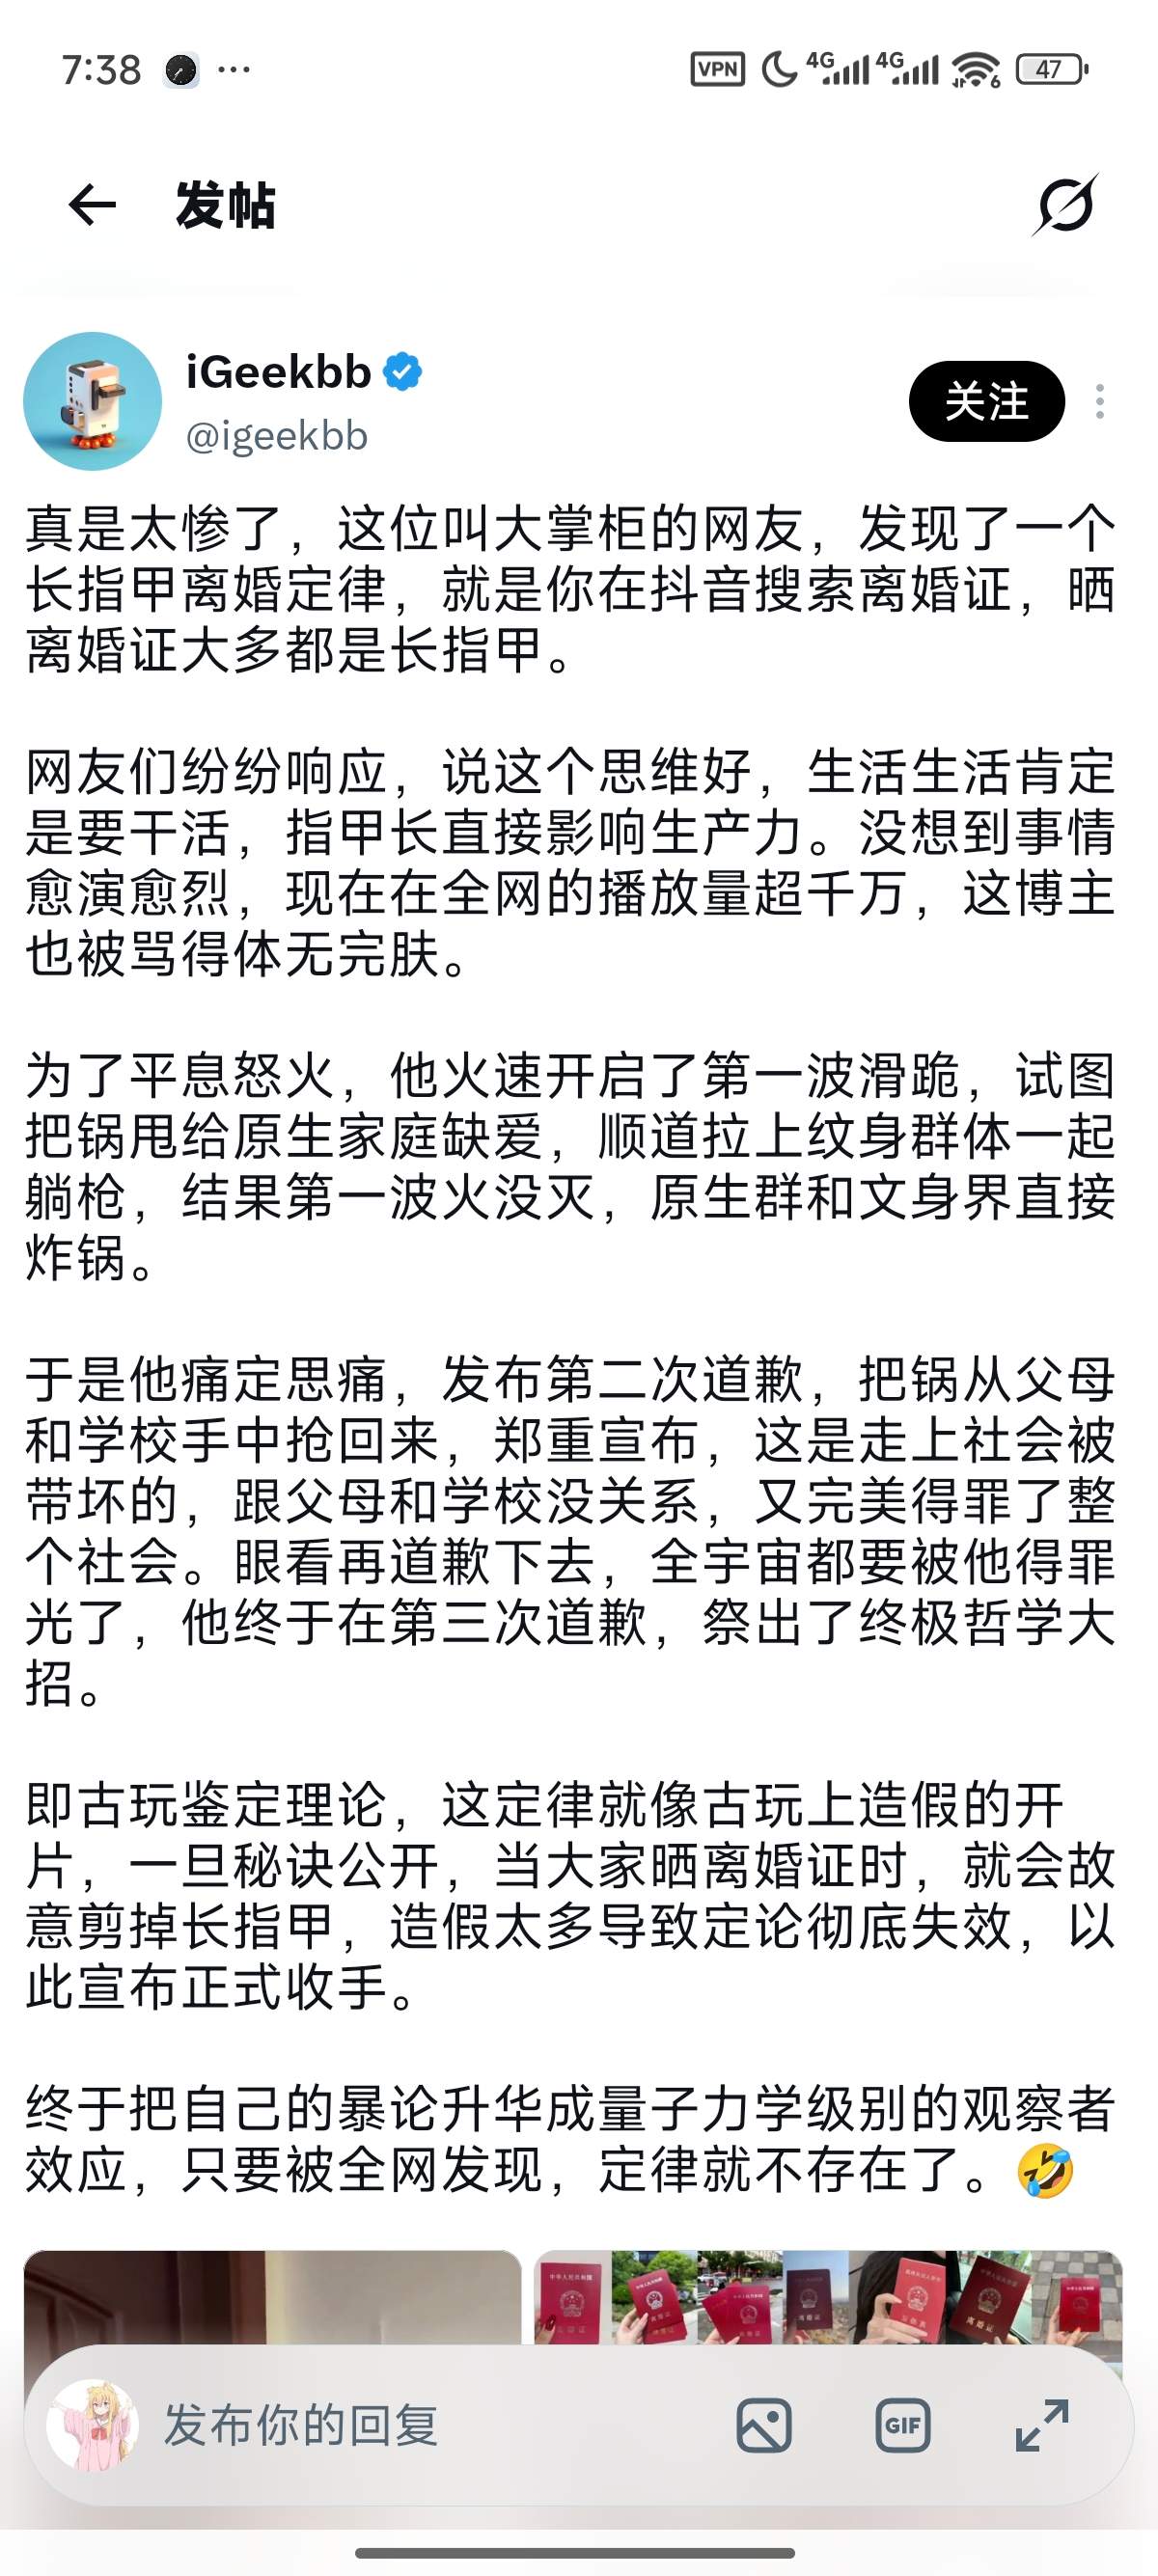 7:38 ...
VPN 4G 4G 6 47
发帖
iGeekbb
@igeekbb
关注
真是太惨了，这位叫大掌柜的网友，发现了一个
长指甲离婚定律，就是你在抖音搜索离婚证，晒
离婚证大多都是长指甲。
网友们纷纷响应，说这个思维好，生活生活肯定
是要干活，指甲长直接影响生产力。没想到事情
愈演愈烈，现在在全网的播放量超千万，这博主
也被骂得体无完肤。
为了平息怒火，他火速开启了第一波滑跪，试图
把锅甩给原生家庭缺爱，顺道拉上纹身群体一起
躺枪，结果第一波火没灭，原生群和文身界直接
炸锅。
于是他痛定思痛，发布第二次道歉，把锅从父母
和学校手中抢回来，郑重宣布，这是走上社会被
带坏的，跟父母和学校没关系，又完美得罪了整
个社会。眼看再道歉下去，全宇宙都要被他得罪
光了，他终于在第三次道歉，祭出了终极哲学大
招。
即古玩鉴定理论，这定律就像古玩上造假的开
片，一旦秘诀公开，当大家晒离婚证时，就会故
意剪掉长指甲，造假太多导致定论彻底失效，以
此宣布正式收手。
终于把自己的暴论升华成量子力学级别的观察者
效应，只要被全网发现，定律就不存在了。🤣
离婚证
发布你的回复
GIF